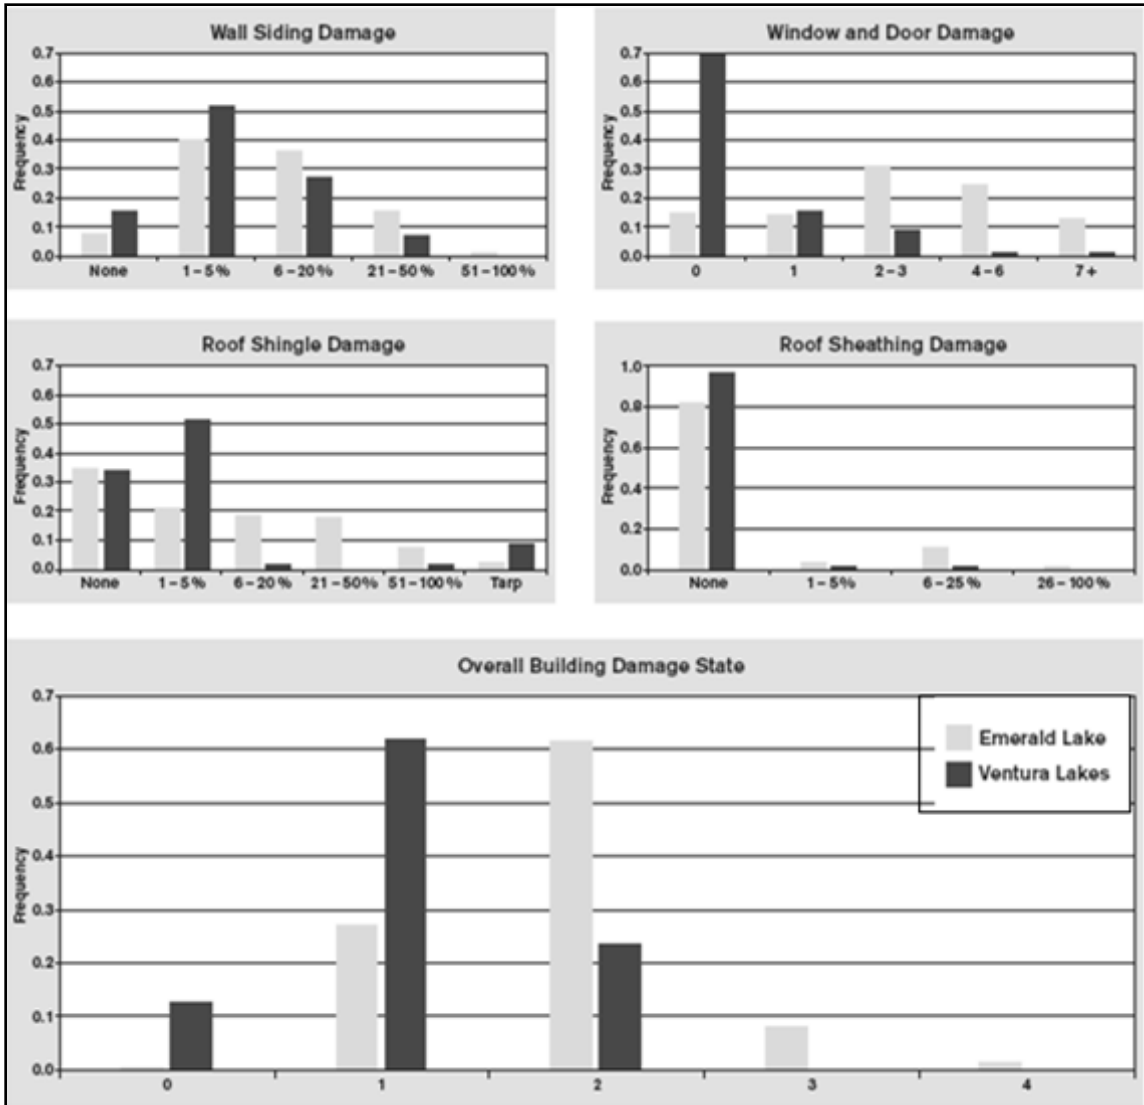 Wall Siding Damage
0.7
0.6
0.5
0.4
0.3
0.2
0.1
0.0
Frequency
None 1–5% 6–20% 21–50% 51–100%
Window and Door Damage
0.7
0.6
0.5
0.4
0.3
0.2
0.1
0.0
Frequency
0 1 2–3 4–6 7+
Roof Shingle Damage
0.7
0.6
0.5
0.4
0.3
0.2
0.1
0.0
Frequency
None 1–5% 6–20% 21–50% 51–100% Tarp
Roof Sheathing Damage
1.0
0.8
0.6
0.4
0.2
0.0
Frequency
None 1–5% 6–25% 26–100%
Overall Building Damage State
0.7
0.6
0.5
0.4
0.3
0.2
0.1
0.0
Frequency
0 1 2 3 4
Emerald Lake
Ventura Lakes